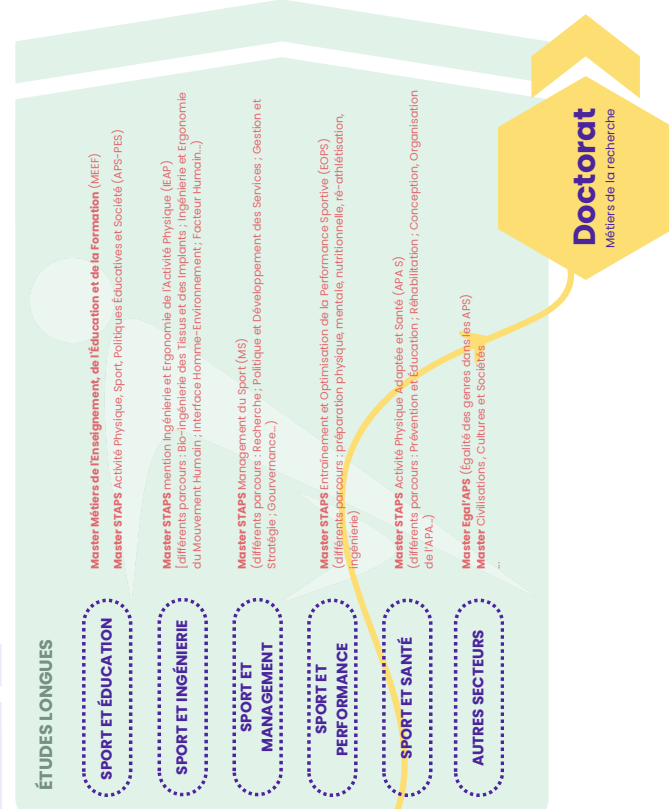 ÉTUDES LONGUES
SPORT ET ÉDUCATION
Master Métiers de l'Enseignement, de l'Éducation et de la Formation (MEEF)
Master STAPS Activité Physique, Sport, Politiques Éducatives et Société (APS-PES)
SPORT ET INGÉNIERIE
Master STAPS mention Ingénierie et Ergonomie de l'Activité Physique (IEAP)
[différents parcours : Bio-ingénierie des Tissus et des Implants ; Ingénierie et Ergonomie
du Mouvement Humain ; Interface Homme-Environnement ; Facteur Humain...)
SPORT ET
MANAGEMENT
Master STAPS Management du Sport (MS)
(différents parcours : Recherche ; Politique et Développement des Services ; Gestion et
Stratégie ; Gourvernance...)
SPORT ET
PERFORMANCE
Master STAPS Entraînement et Optimisation de la Performance Sportive (EOPS)
(différents parcours : préparation physique, mentale, nutritionnelle, ré-athlétisation,
ingénierie)
SPORT ET SANTÉ
Master STAPS Activité Physique Adaptée et Santé (APA S)
(différents parcours : Prévention et Éducation ; Réhabilitation ; Conception, Organisation
de l'APA...)
AUTRES SECTEURS
Master Egal'APS (Égalité des genres dans les APS)
Master Civilisations, Cultures et Sociétés
...
Doctorat
Métiers de la recherche